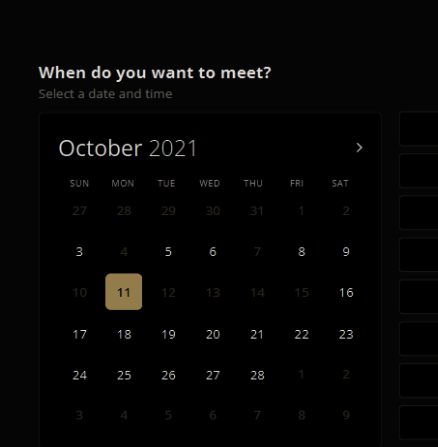 When do you want to meet?
Select a date and time
October 2021
SUN MON TUE WED THU FRI SAT
27 28 29 30 31 1 2
3 4 5 6 7 8 9
10 11 12 13 14 15 16
17 18 19 20 21 22 23
24 25 26 27 28 1 2
3 4 5 6 7 8 9